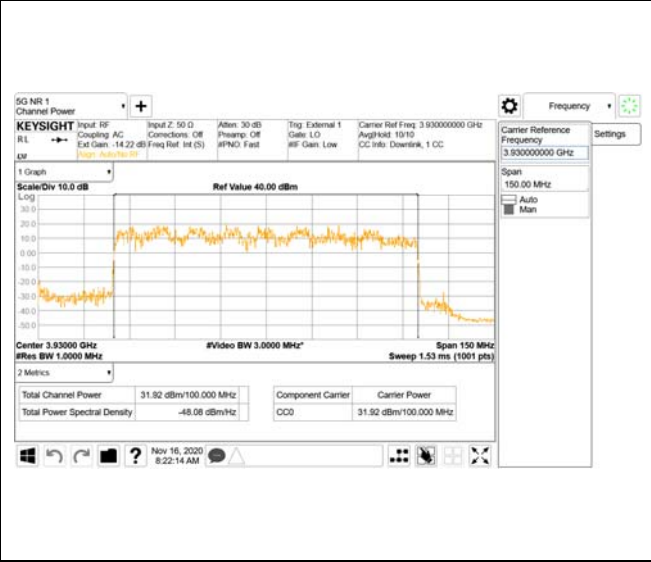 5G NR 1
Channel Power
Frequency
KEYSIGHT
RL
Input: RF
Coupling: AC
Ext Gain: -14.22 dB
Align: Auto/No RF
Input Z: 50 Ω
Corrections: Off
Freq Ref: Int (S)
Atten: 30 dB
Preamp: Off
#PNO: Fast
Trig: External 1
Gate: LO
#IF Gain: Low
Carrier Ref Freq: 3.930000000 GHz
Avg|Hold: 10/10
CC Info: Downlink, 1 CC
Carrier Reference
Frequency
3.930000000 GHz
Settings
Span
150.00 MHz
Auto
Man
1 Graph
Scale/Div 10.0 dB
Ref Value 40.00 dBm
Log
30.0
20.0
10.0
0.00
-10.0
-20.0
-30.0
-40.0
-50.0
Center 3.93000 GHz
#Video BW 3.0000 MHz*
Span 150 MHz
#Res BW 1.0000 MHz
Sweep 1.53 ms (1001 pts)
2 Metrics
Total Channel Power 31.92 dBm/100.000 MHz
Total Power Spectral Density -48.08 dBm/Hz
Component Carrier Carrier Power
CC0 31.92 dBm/100.000 MHz
?
Nov 16, 2020
8:22:14 AM